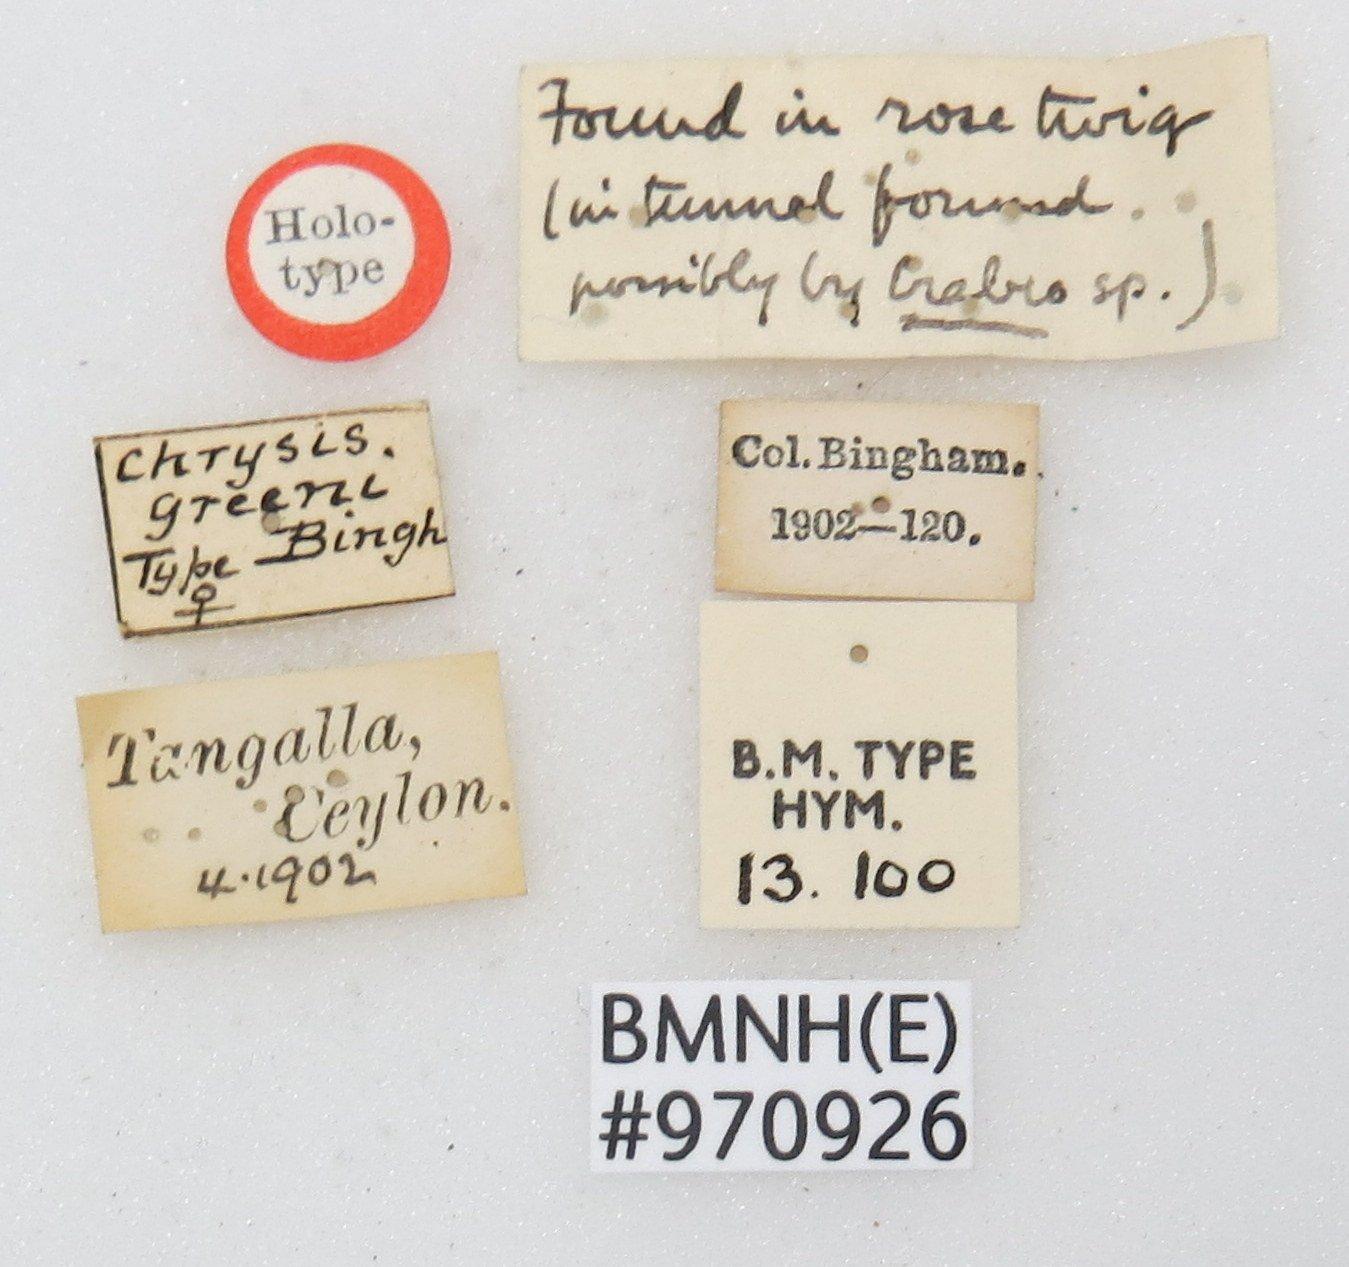 Holo-
type
Found in rose twig
(in tunnel formed
possibly by Crabro sp.)
Chrysis.
greeni
Bingh
Type
♀
Col. Bingham.
1902—120.
Tangalla,
Ceylon.
4.1902
B.M. TYPE
HYM.
13. 100
BMNH(E)
#970926